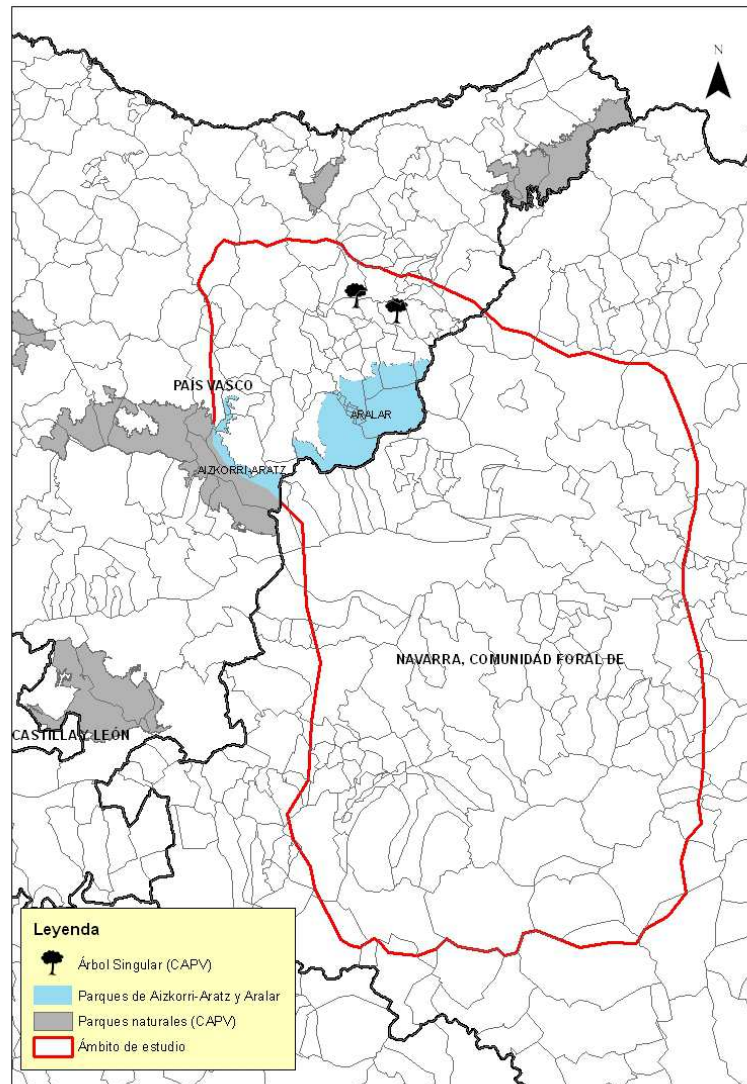 N
PAÍS VASCO
ARALAR
AIZKORRI-ARATZ
NAVARRA, COMUNIDAD FORAL DE
CASTILLA Y LEÓN
Leyenda
Árbol Singular (CAPV)
Parques de Aizkorri-Aratz y Aralar
Parques naturales (CAPV)
Ámbito de estudio